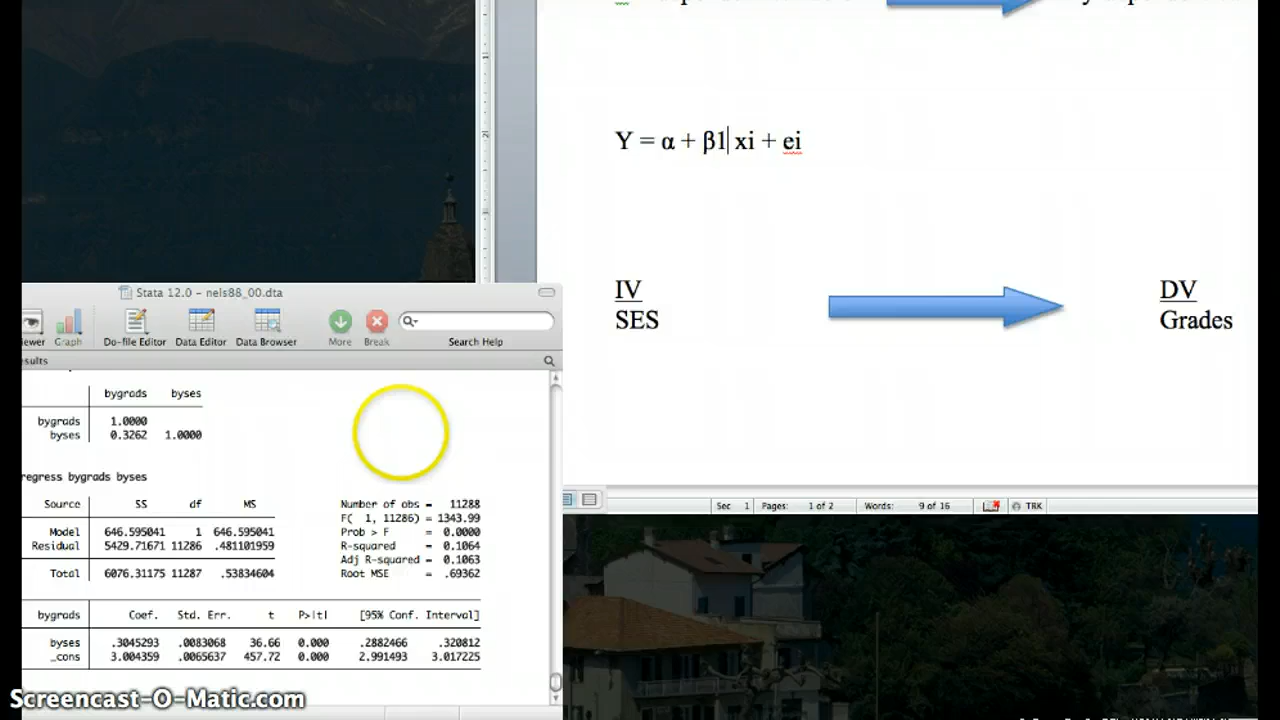 Y = α + β1 xi + ei
IV
SES
DV
Grades
Stata 12.0 - nels88_00.dta
Graph
Do-file Editor
Data Editor
Data Browser
More
Break
Search Help
bygrads byses
bygrads 1.0000
byses 0.3262 1.0000
regress bygrads byses
Source SS df MS
Number of obs = 11288
F( 1, 11286) = 1343.99
Model 646.595041 1 646.595041
Prob > F = 0.0000
Residual 5429.71671 11286 .481101959
R-squared = 0.1064
Adj R-squared = 0.1063
Total 6076.31175 11287 .53834604
Root MSE = .69362
bygrads Coef. Std. Err. t P>|t| [95% Conf. Interval]
byses .3045293 .0083068 36.66 0.000 .2882466 .320812
_cons 3.004359 .0065637 457.72 0.000 2.991493 3.017225
Sec 1 Pages: 1 of 2 Words: 9 of 16 TRK
Screencast-O-Matic.com